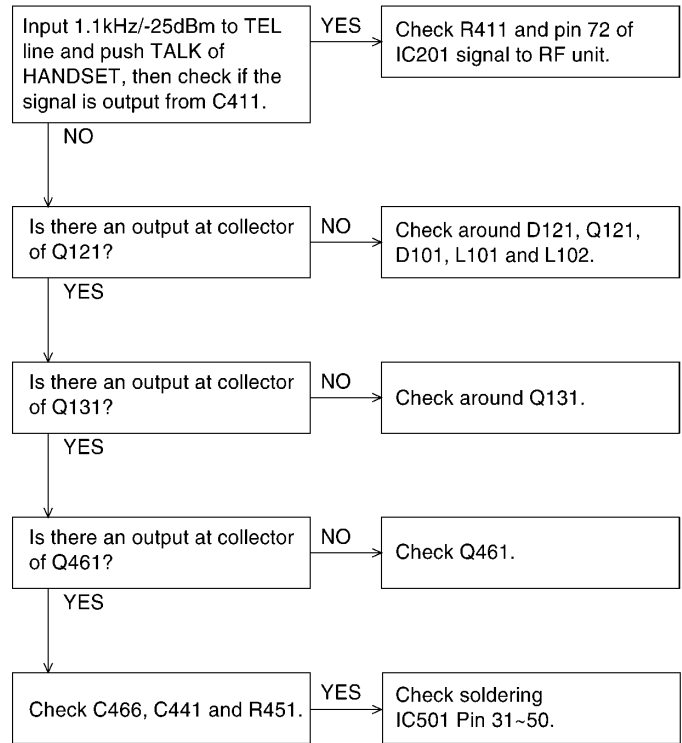 Input 1.1kHz/-25dBm to TEL
line and push TALK of
HANDSET, then check if the
signal is output from C411.
YES
Check R411 and pin 72 of
IC201 signal to RF unit.
NO
Is there an output at collector
of Q121?
NO
Check around D121, Q121,
D101, L101 and L102.
YES
Is there an output at collector
of Q131?
NO
Check around Q131.
YES
Is there an output at collector
of Q461?
NO
Check Q461.
YES
Check C466, C441 and R451.
YES
Check soldering
IC501 Pin 31~50.